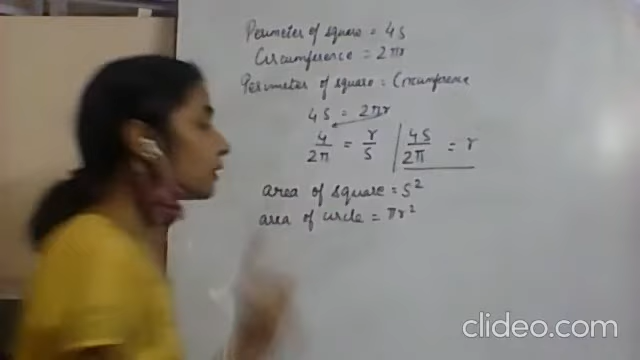 Perimeter of square = 4S
Circumference = 2πr
Perimeter of square = Circumference
4S = 2πr
4/2π = r/S | 4S/2π = r
area of square = S²
area of circle = πr²
clideo.com